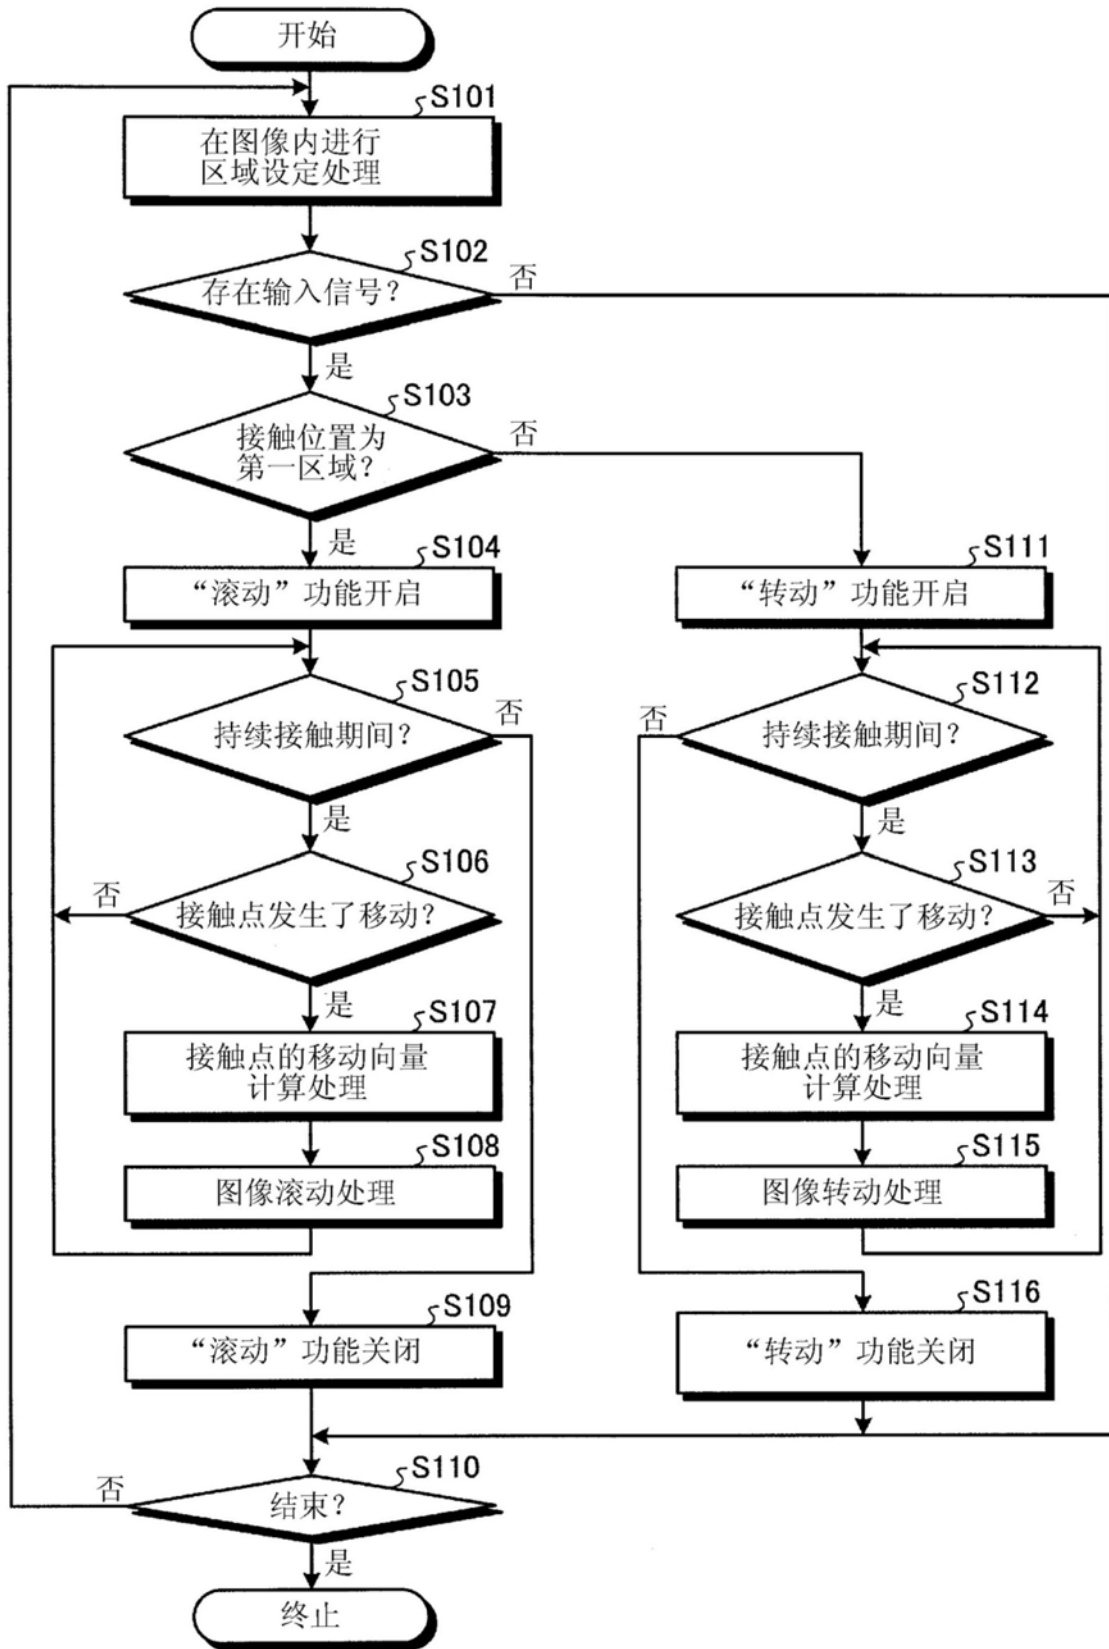 开始
S101
在图像内进行
区域设定处理
S102
存在输入信号?
否
是
S103
接触位置为
第一区域?
否
是
S104
“滚动”功能开启
S111
“转动”功能开启
S105
持续接触期间?
否
是
S112
持续接触期间?
否
是
S106
接触点发生了移动?
否
是
S113
接触点发生了移动?
否
是
S107
接触点的移动向量
计算处理
S114
接触点的移动向量
计算处理
S108
图像滚动处理
S115
图像转动处理
S109
“滚动”功能关闭
S116
“转动”功能关闭
S110
结束?
否
是
终止